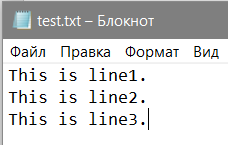 test.txt – Блокнот
Файл Правка Формат Вид
This is line1.
This is line2.
This is line3.